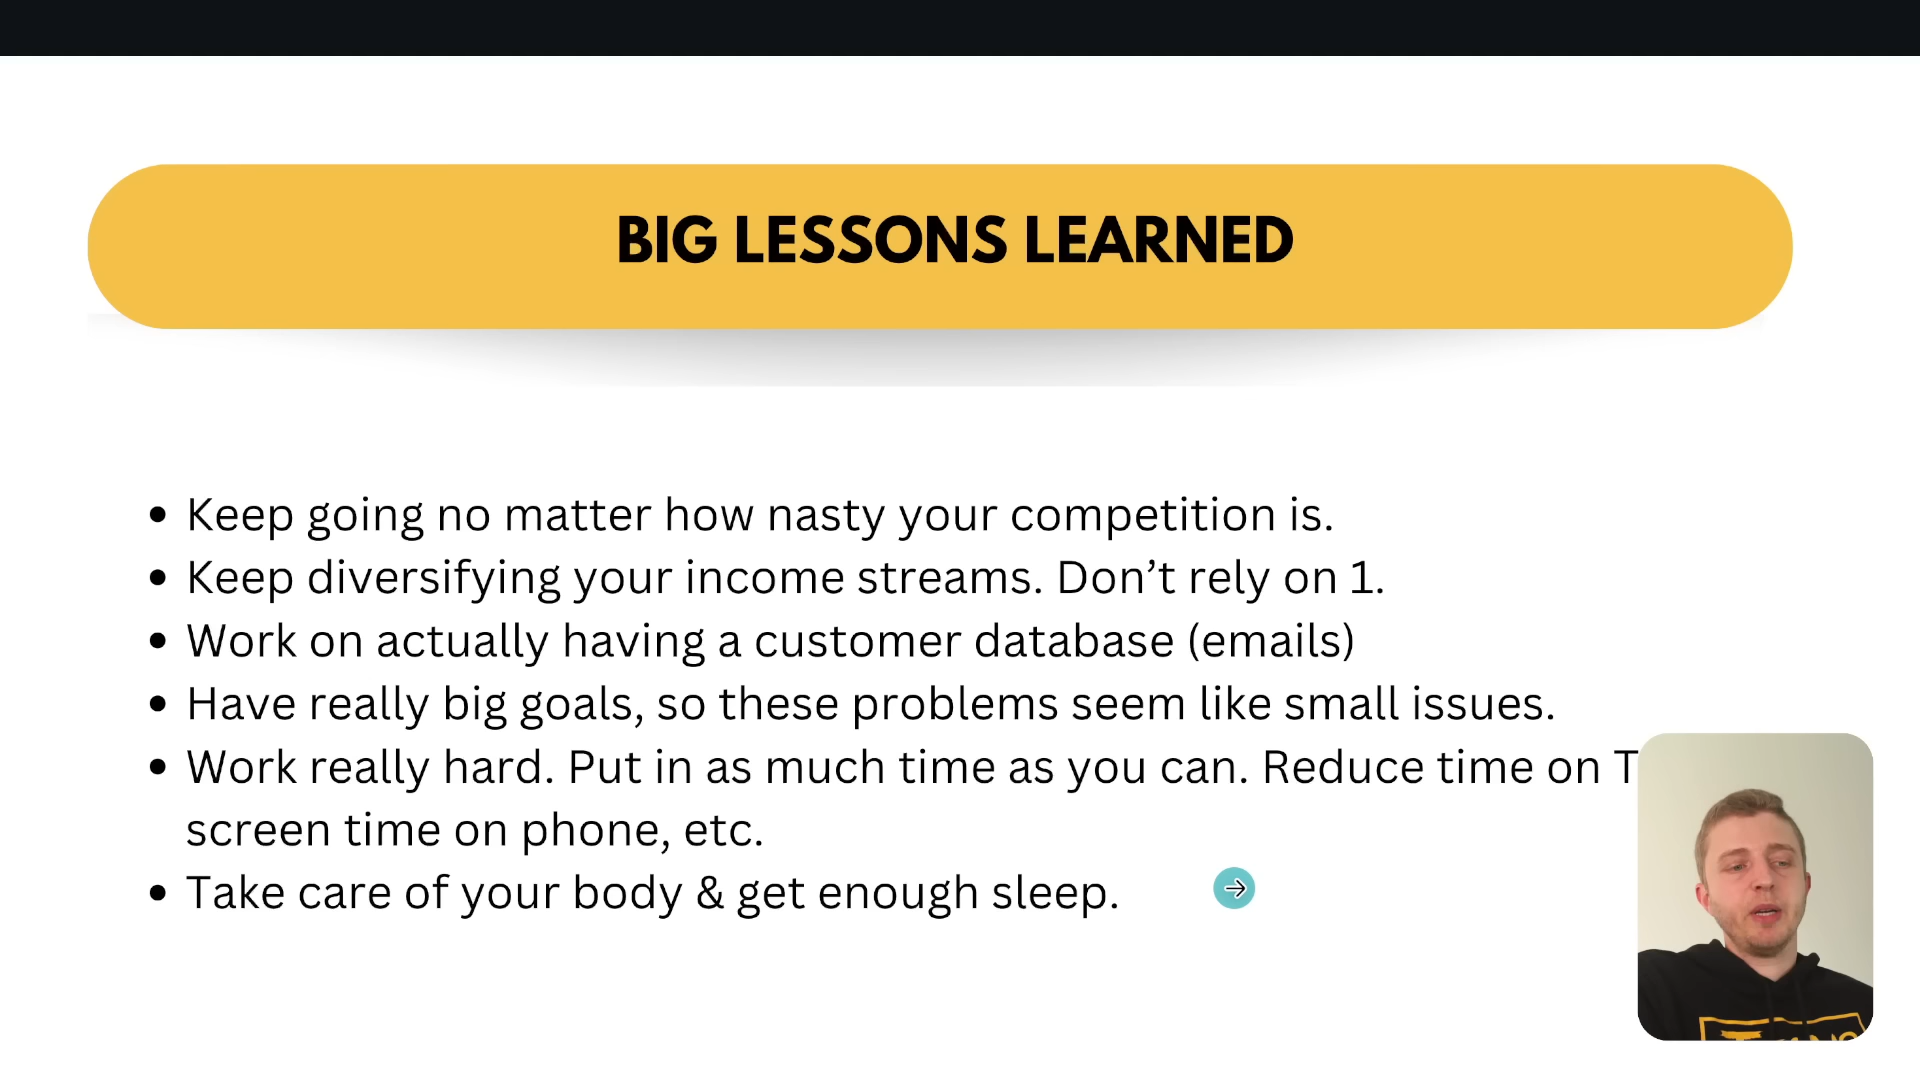 BIG LESSONS LEARNED
• Keep going no matter how nasty your competition is.
• Keep diversifying your income streams. Don’t rely on 1.
• Work on actually having a customer database (emails)
• Have really big goals, so these problems seem like small issues.
• Work really hard. Put in as much time as you can. Reduce time on
screen time on phone, etc.
• Take care of your body & get enough sleep.